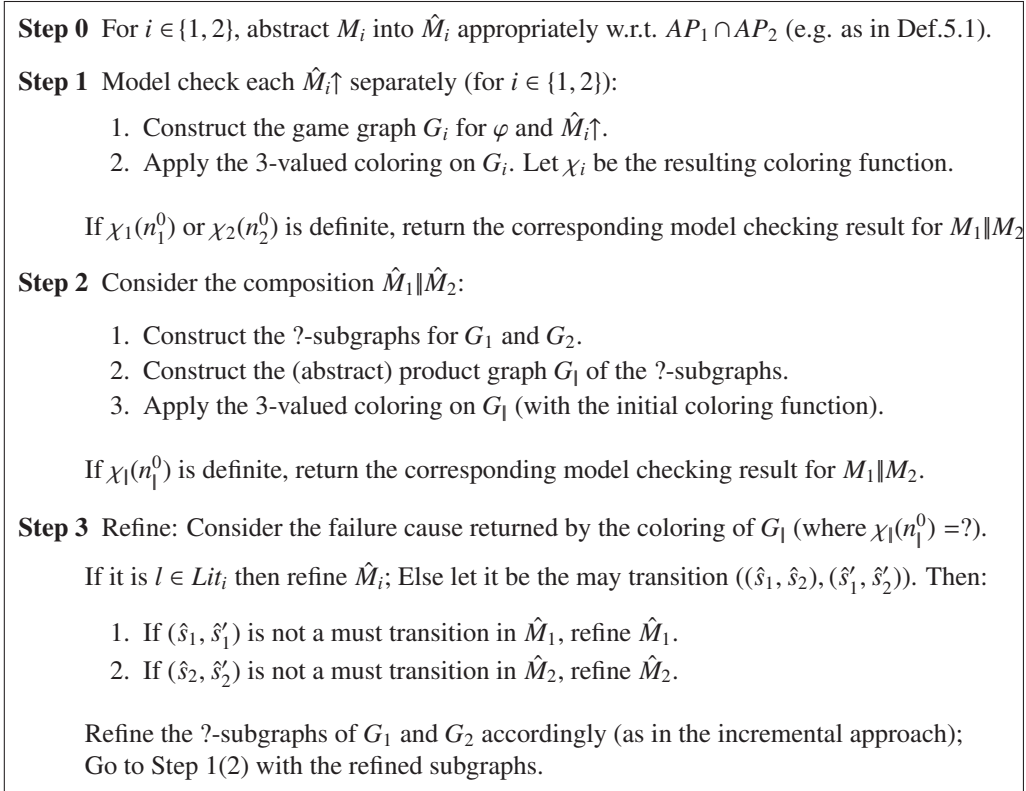 Step 0 For i ∈ {1, 2}, abstract M_i into M̂_i appropriately w.r.t. AP_1 ∩ AP_2 (e.g. as in Def.5.1).
Step 1 Model check each M̂_i↑ separately (for i ∈ {1, 2}):
1. Construct the game graph G_i for φ and M̂_i↑.
2. Apply the 3-valued coloring on G_i. Let χ_i be the resulting coloring function.
If χ_1(n_1^0) or χ_2(n_2^0) is definite, return the corresponding model checking result for M_1||M_2
Step 2 Consider the composition M̂_1||M̂_2:
1. Construct the ?-subgraphs for G_1 and G_2.
2. Construct the (abstract) product graph G_|| of the ?-subgraphs.
3. Apply the 3-valued coloring on G_|| (with the initial coloring function).
If χ_||(n_||^0) is definite, return the corresponding model checking result for M_1||M_2.
Step 3 Refine: Consider the failure cause returned by the coloring of G_|| (where χ_||(n_||^0) =?).
If it is l ∈ Lit_i then refine M̂_i; Else let it be the may transition ((ŝ_1, ŝ_2), (ŝ′_1, ŝ′_2)). Then:
1. If (ŝ_1, ŝ′_1) is not a must transition in M̂_1, refine M̂_1.
2. If (ŝ_2, ŝ′_2) is not a must transition in M̂_2, refine M̂_2.
Refine the ?-subgraphs of G_1 and G_2 accordingly (as in the incremental approach);
Go to Step 1(2) with the refined subgraphs.